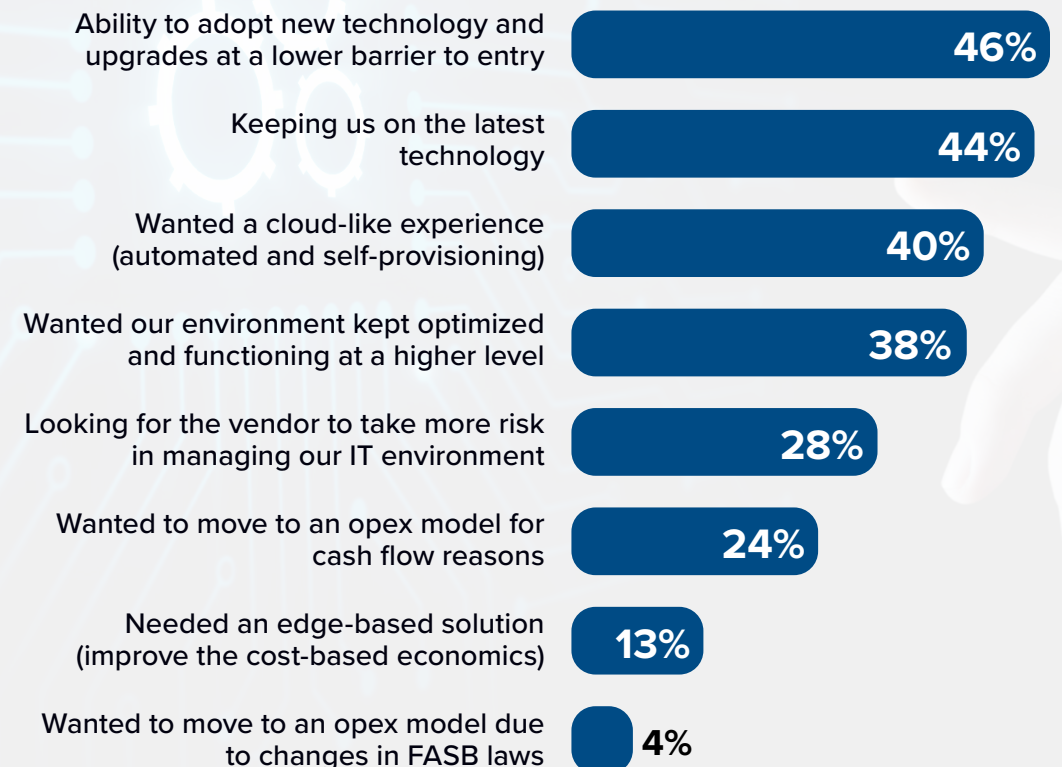 Ability to adopt new technology and
upgrades at a lower barrier to entry
46%
Keeping us on the latest
technology
44%
Wanted a cloud-like experience
(automated and self-provisioning)
40%
Wanted our environment kept optimized
and functioning at a higher level
38%
Looking for the vendor to take more risk
in managing our IT environment
28%
Wanted to move to an opex model for
cash flow reasons
24%
Needed an edge-based solution
(improve the cost-based economics)
13%
Wanted to move to an opex model due
to changes in FASB laws
4%